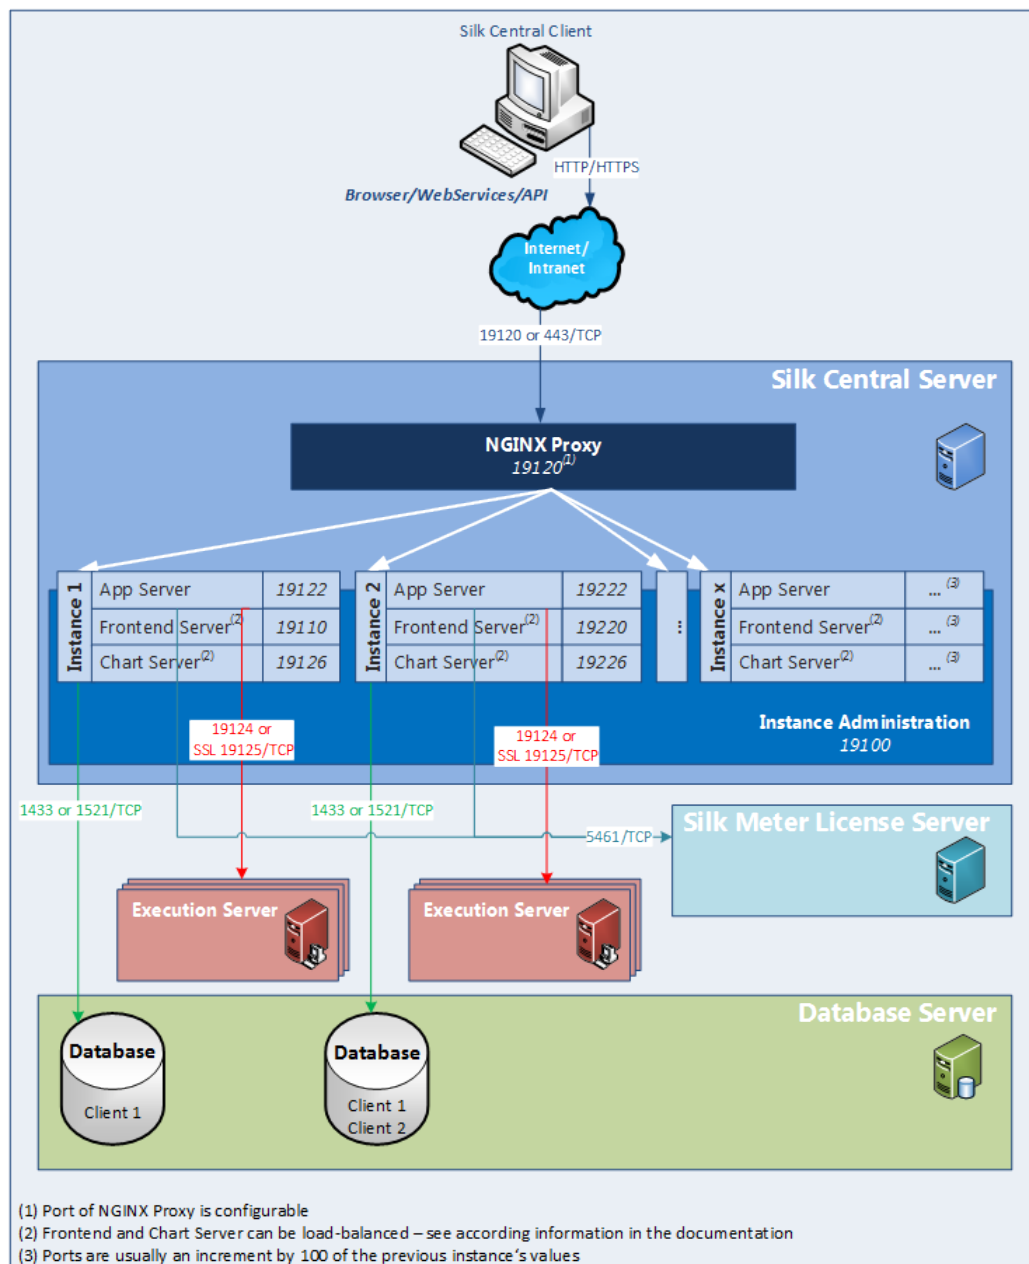 Silk Central Client
HTTP/HTTPS
Browser/WebServices/API
Internet/
Intranet
19120 or 443/TCP
Silk Central Server
NGINX Proxy
19120(1)
Instance 1
App Server 19122
Frontend Server(2) 19110
Chart Server(2) 19126
Instance 2
App Server 19222
Frontend Server(2) 19220
Chart Server(2) 19226
...
Instance x
App Server ... (3)
Frontend Server(2) ... (3)
Chart Server(2) ... (3)
19124 or
SSL 19125/TCP
19124 or
SSL 19125/TCP
Instance Administration
19100
1433 or 1521/TCP
1433 or 1521/TCP
5461/TCP
Silk Meter License Server
Execution Server
Execution Server
Database Server
Database
Client 1
Database
Client 1
Client 2
(1) Port of NGINX Proxy is configurable
(2) Frontend and Chart Server can be load-balanced – see according information in the documentation
(3) Ports are usually an increment by 100 of the previous instance‘s values